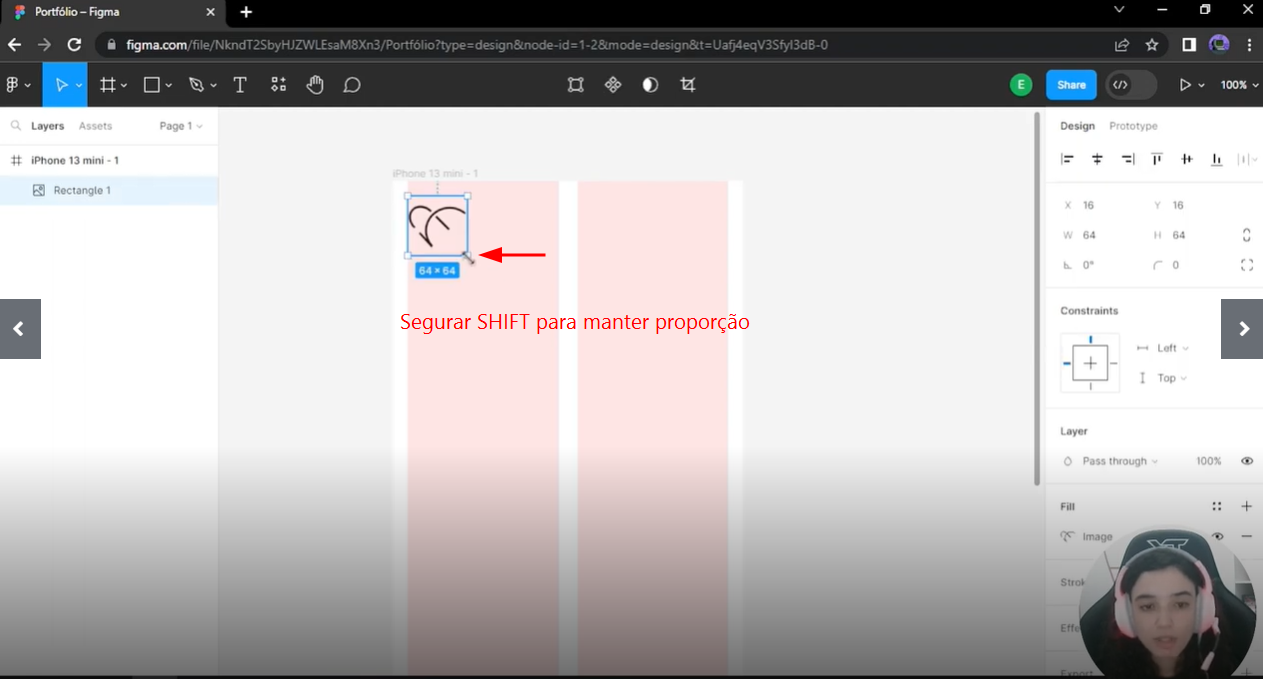 Portfólio – Figma
figma.com/file/NkndT2SbyHJZWLEsaM8Xn3/Portfólio?type=design&node-id=1-2&mode=design&t=Uafj4eqV3Sfyl3dB-0
E
Share
100%
Layers
Assets
Page 1
Design
Prototype
iPhone 13 mini - 1
Rectangle 1
iPhone 13 mini - 1
64 × 64
Segurar SHIFT para manter proporção
X 16
Y 16
W 64
H 64
0°
0
Constraints
Left
Top
Layer
Pass through
100%
Fill
Image
Strok
Effe
Export